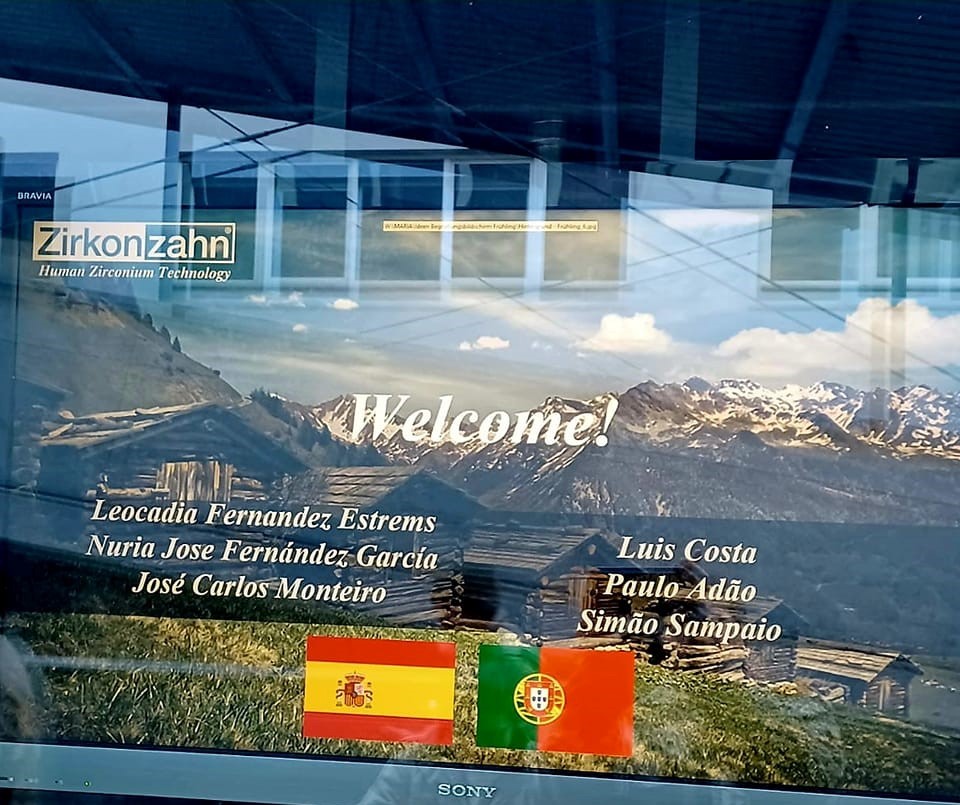 BRAVIA
Zirkonzahn®
Human Zirconium Technology
Welcome!
Leocadia Fernandez Estrems
Nuria Jose Fernández García
José Carlos Monteiro
Luis Costa
Paulo Adão
Simão Sampaio
SONY